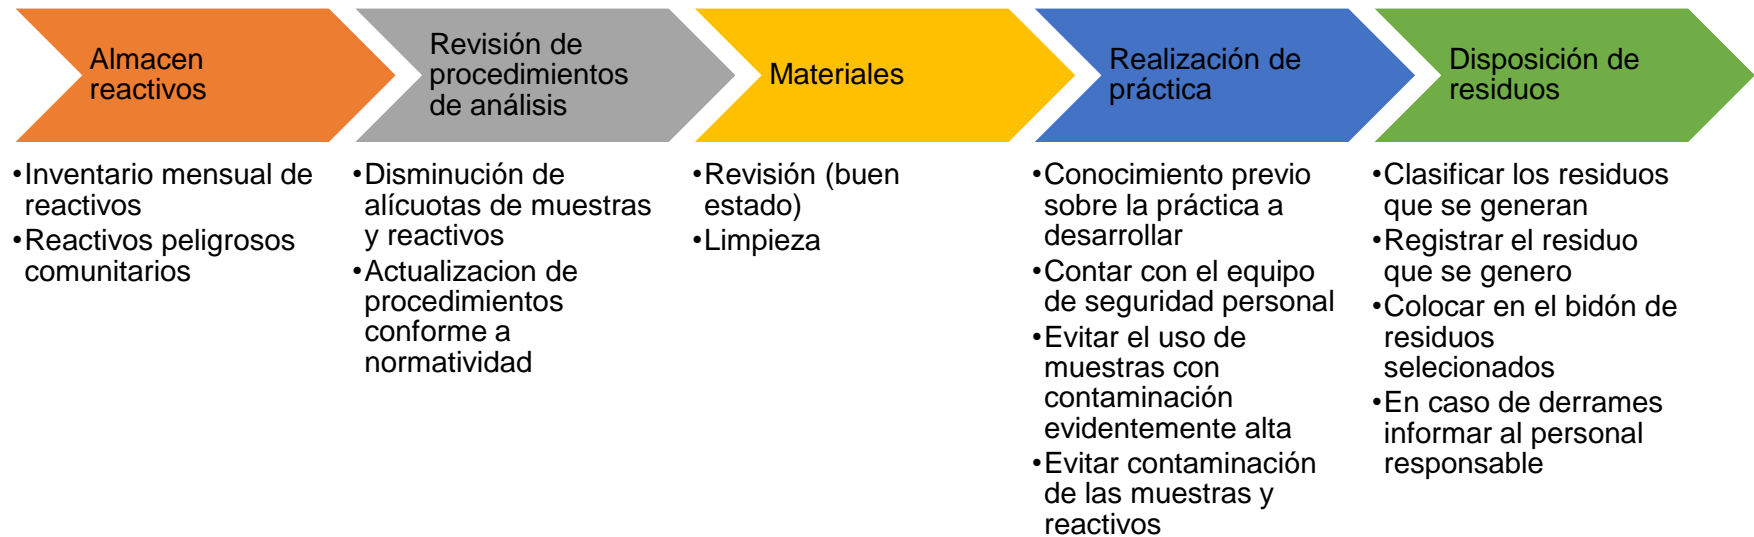 Almacen
reactivos
Revisión de
procedimientos
de análisis
Materiales
Realización de
práctica
Disposición de
residuos
•Inventario mensual de
reactivos
•Reactivos peligrosos
comunitarios
•Disminución de
alícuotas de muestras
y reactivos
•Actualizacion de
procedimientos
conforme a
normatividad
•Revisión (buen
estado)
•Limpieza
•Conocimiento previo
sobre la práctica a
desarrollar
•Contar con el equipo
de seguridad personal
•Evitar el uso de
muestras con
contaminación
evidentemente alta
•Evitar contaminación
de las muestras y
reactivos
•Clasificar los residuos
que se generan
•Registrar el residuo
que se genero
•Colocar en el bidón de
residuos
selecionados
•En caso de derrames
informar al personal
responsable